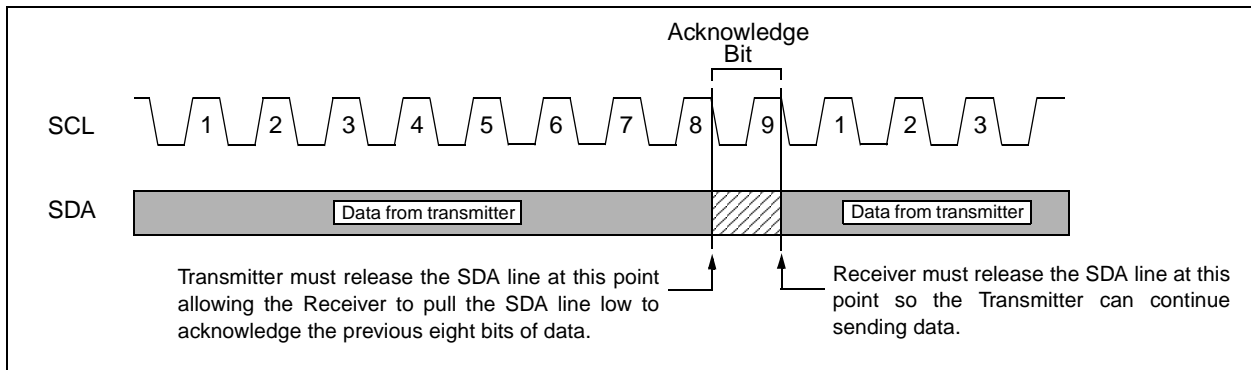 Acknowledge
Bit
SCL
1 2 3 4 5 6 7 8 9 1 2 3
SDA
Data from transmitter
Data from transmitter
Transmitter must release the SDA line at this point
allowing the Receiver to pull the SDA line low to
acknowledge the previous eight bits of data.
Receiver must release the SDA line at this
point so the Transmitter can continue
sending data.